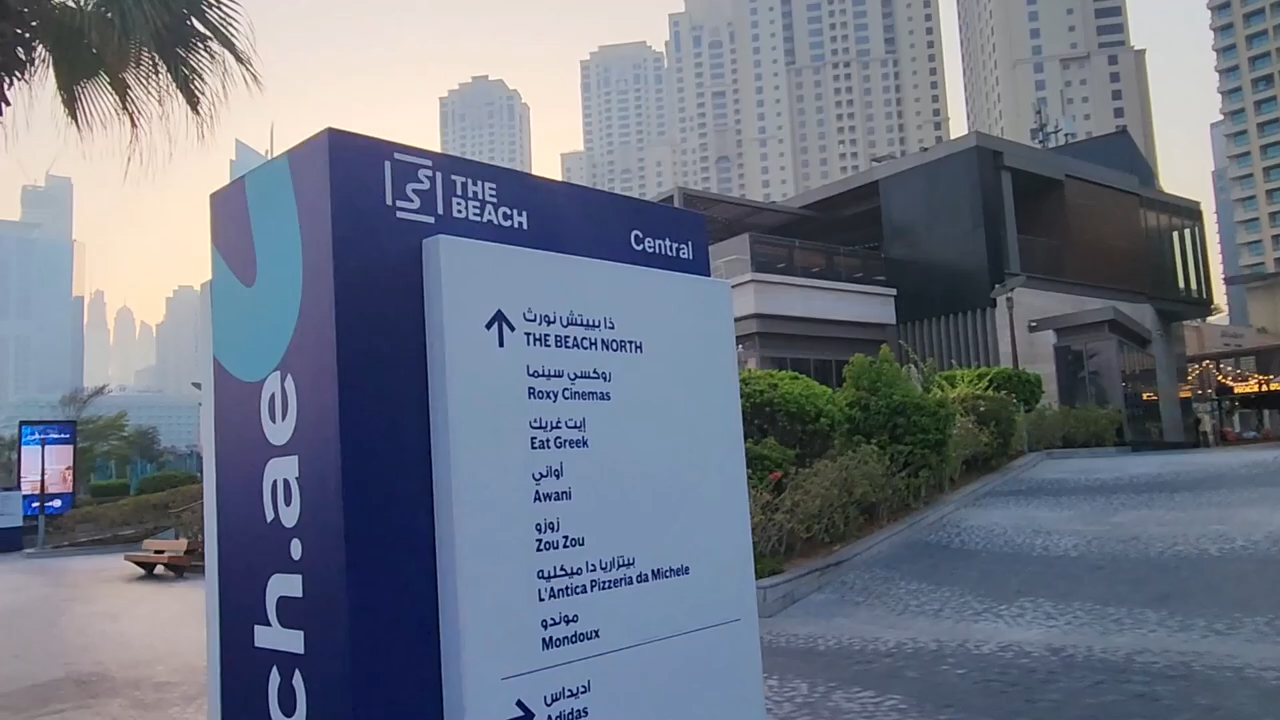 THE
BEACH
Central
ذا بييتش نورث
THE BEACH NORTH
روكسي سينما
Roxy Cinemas
إيت غريك
Eat Greek
أواني
Awani
زوزو
Zou Zou
بيتزاريا دا ميكليه
L'Antica Pizzeria da Michele
موندو
Mondoux
اديداس
Adidas
ch.ae